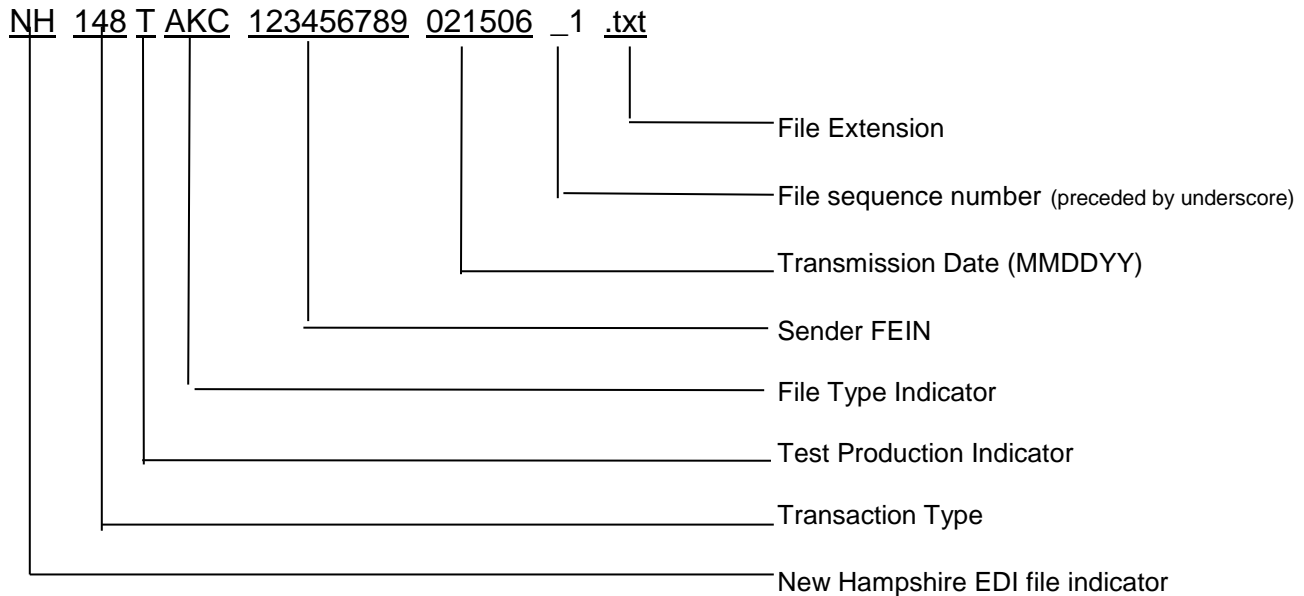 NH 148 T AKC 123456789 021506 _1 .txt
File Extension
File sequence number (preceded by underscore)
Transmission Date (MMDDYY)
Sender FEIN
File Type Indicator
Test Production Indicator
Transaction Type
New Hampshire EDI file indicator